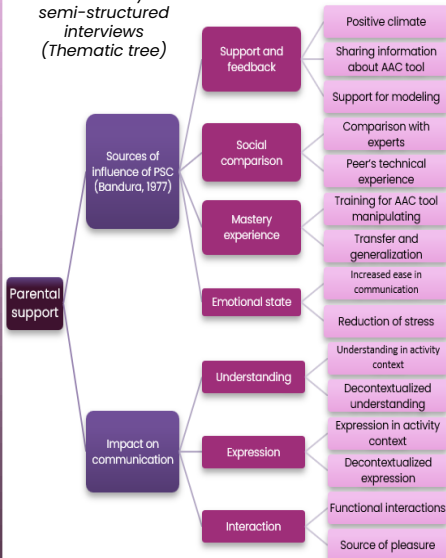 semi-structured
interviews
(Thematic tree)
Parental
support
Sources of
influence of PSC
(Bandura, 1977)
Support and
feedback
Positive climate
Sharing information
about AAC tool
Support for modeling
Social
comparison
Comparison with
experts
Peer's technical
experience
Mastery
experience
Training for AAC tool
manipulating
Transfer and
generalization
Emotional state
Increased ease in
communication
Reduction of stress
Impact on
communication
Understanding
Understanding in activity
context
Decontextualized
understanding
Expression
Expression in activity
context
Decontextualized
expression
Interaction
Functional interactions
Source of pleasure